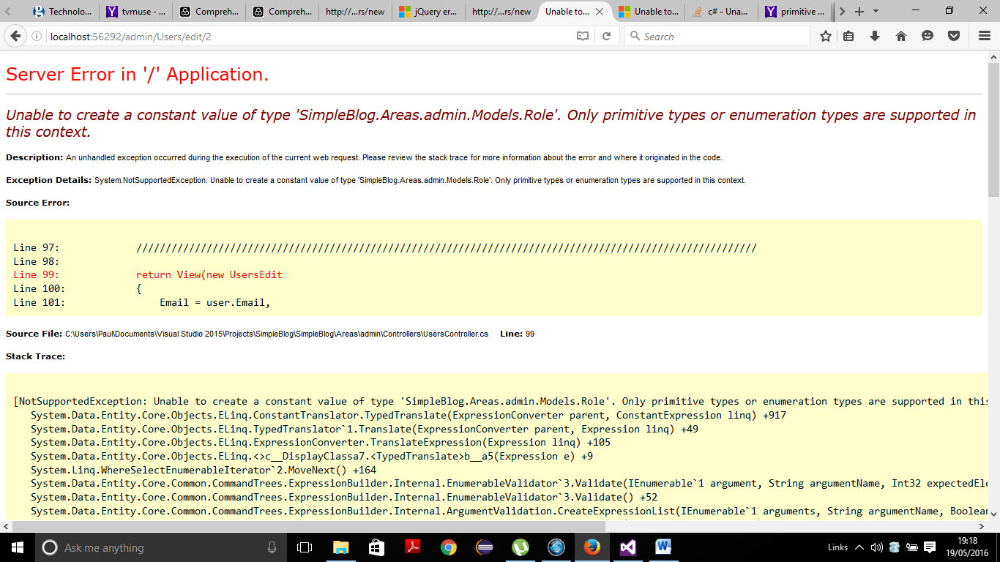 Technolo...
tvmuse - ...
Compreh...
Compreh...
http://...rs/new
jQuery er...
http://...rs/new
Unable to...
Unable to...
c# - Una...
primitive ...
localhost:56292/admin/Users/edit/2
Search
Server Error in '/' Application.
Unable to create a constant value of type 'SimpleBlog.Areas.admin.Models.Role'. Only primitive types or enumeration types are supported in
this context.
Description: An unhandled exception occurred during the execution of the current web request. Please review the stack trace for more information about the error and where it originated in the code.
Exception Details: System.NotSupportedException: Unable to create a constant value of type 'SimpleBlog.Areas.admin.Models.Role'. Only primitive types or enumeration types are supported in this context.
Source Error:
Line 97: //////////////////////////////////////////////////////////////////////////////////////////////////////////
Line 98:
Line 99: return View(new UsersEdit
Line 100: {
Line 101: Email = user.Email,
Source File: C:\Users\Paul\Documents\Visual Studio 2015\Projects\SimpleBlog\SimpleBlog\Areas\admin\Controllers\UsersController.cs Line: 99
Stack Trace:
[NotSupportedException: Unable to create a constant value of type 'SimpleBlog.Areas.admin.Models.Role'. Only primitive types or enumeration types are supported in this
System.Data.Entity.Core.Objects.ELinq.ConstantTranslator.TypedTranslate(ExpressionConverter parent, ConstantExpression linq) +917
System.Data.Entity.Core.Objects.ELinq.TypedTranslator`1.Translate(ExpressionConverter parent, Expression linq) +49
System.Data.Entity.Core.Objects.ELinq.ExpressionConverter.TranslateExpression(Expression linq) +105
System.Data.Entity.Core.Objects.ELinq.<>c__DisplayClassa7.<TypedTranslate>b__a5(Expression e) +9
System.Linq.WhereSelectEnumerableIterator`2.MoveNext() +164
System.Data.Entity.Core.Common.CommandTrees.ExpressionBuilder.Internal.EnumerableValidator`3.Validate(IEnumerable`1 argument, String argumentName, Int32 expectedEle
System.Data.Entity.Core.Common.CommandTrees.ExpressionBuilder.Internal.EnumerableValidator`3.Validate() +52
System.Data.Entity.Core.Common.CommandTrees.ExpressionBuilder.Internal.ArgumentValidation.CreateExpressionList(IEnumerable`1 arguments, String argumentName, Boolean
Ask me anything
Links
19:18
19/05/2016